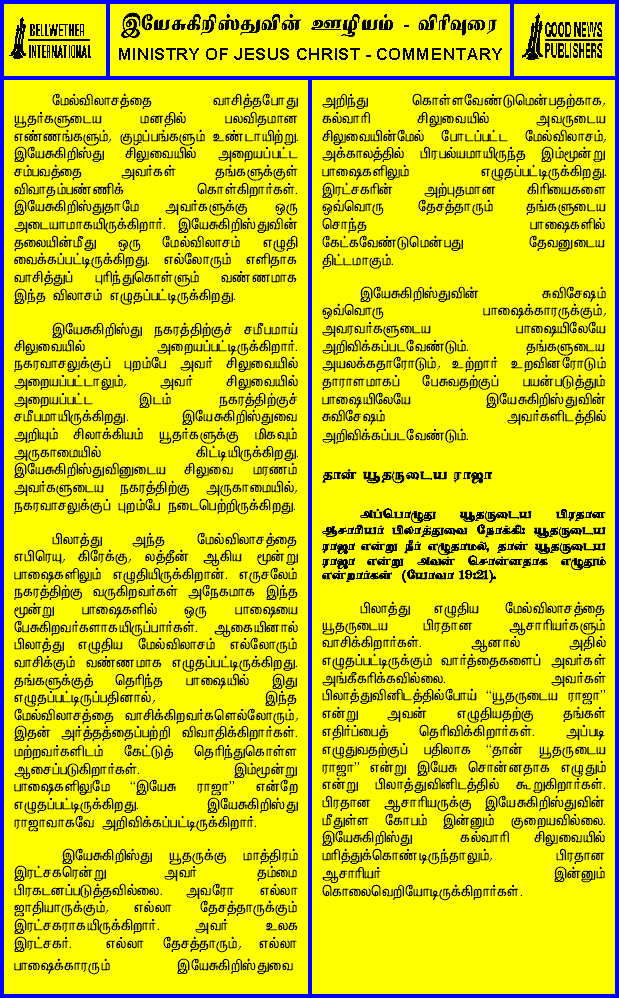 BELLWETHER
INTERNATIONAL
இயேசுகிறிஸ்துவின் ஊழியம் - விரிவுரை
MINISTRY OF JESUS CHRIST - COMMENTARY
GOOD NEWS
PUBLISHERS
மேல்விலாசத்தை வாசித்தபோது
யூதர்களுடைய மனதில் பலவிதமான
எண்ணங்களும், குழப்பங்களும் உண்டாயிற்று.
இயேசுகிறிஸ்து சிலுவையில் அறையப்பட்ட
சம்பவத்தை அவர்கள் தங்களுக்குள்
விவாதம்பண்ணிக் கொள்கிறார்கள்.
இயேசுகிறிஸ்துதாமே அவர்களுக்கு ஒரு
அடையாளமாகயிருக்கிறார். இயேசுகிறிஸ்துவின்
தலையின்மீது ஒரு மேல்விலாசம் எழுதி
வைக்கப்பட்டிருக்கிறது. எல்லோரும் எளிதாக
வாசித்துப் புரிந்துகொள்ளும் வண்ணமாக
இந்த விலாசம் எழுதப்பட்டிருக்கிறது.
இயேசுகிறிஸ்து நகரத்திற்குச் சமீபமாய்
சிலுவையில் அறையப்பட்டிருக்கிறார்.
நகரவாசலுக்குப் புறம்பே அவர் சிலுவையில்
அறையப்பட்டாலும், அவர் சிலுவையில்
அறையப்பட்ட இடம் நகரத்திற்குச்
சமீபமாயிருக்கிறது. இயேசுகிறிஸ்துவை
அறியும் சிலாக்கியம் யூதர்களுக்கு மிகவும்
அருகாமையில் கிட்டியிருக்கிறது.
இயேசுகிறிஸ்துவினுடைய சிலுவை மரணம்
அவர்களுடைய நகரத்திற்கு அருகாமையில்,
நகரவாசலுக்குப் புறம்பே நடைபெற்றிருக்கிறது.
பிலாத்து அந்த மேல்விலாசத்தை
எபிரெயு, கிரேக்கு, லத்தீன் ஆகிய மூன்று
பாஷைகளிலும் எழுதியிருக்கிறான். எருசலேம்
நகரத்திற்கு வருகிறவர்கள் அநேகமாக இந்த
மூன்று பாஷைகளில் ஒரு பாஷையை
பேசுகிறவர்களாகயிருப்பார்கள். ஆகையினால்
பிலாத்து எழுதிய மேல்விலாசம் எல்லோரும்
வாசிக்கும் வண்ணமாக எழுதப்பட்டிருக்கிறது.
தங்களுக்குத் தெரிந்த பாஷையில் இது
எழுதப்பட்டிருப்பதினால், இந்த
மேல்விலாசத்தை வாசிக்கிறவர்களெல்லோரும்,
இதன் அர்த்தத்தைப்பற்றி விவாதிக்கிறார்கள்.
மற்றவர்களிடம் கேட்டுத் தெரிந்துகொள்ள
ஆசைப்படுகிறார்கள். இம்மூன்று
பாஷைகளிலுமே “இயேசு ராஜா” என்றே
எழுதப்பட்டிருக்கிறது. இயேசுகிறிஸ்து
ராஜாவாகவே அறிவிக்கப்பட்டிருக்கிறார்.
இயேசுகிறிஸ்து யூதருக்கு மாத்திரம்
இரட்சகரென்று அவர் தம்மை
பிரகடனப்படுத்தவில்லை. அவரோ எல்லா
ஜாதியாருக்கும், எல்லா தேசத்தாருக்கும்
இரட்சகராகயிருக்கிறார். அவர் உலக
இரட்சகர். எல்லா தேசத்தாரும், எல்லா
பாஷைக்காரரும் இயேசுகிறிஸ்துவை
அறிந்து கொள்ளவேண்டுமென்பதற்காக,
கல்வாரி சிலுவையில் அவருடைய
சிலுவையின்மேல் போடப்பட்ட மேல்விலாசம்,
அக்காலத்தில் பிரபல்யமாயிருந்த இம்மூன்று
பாஷைகளிலும் எழுதப்பட்டிருக்கிறது.
இரட்சகரின் அற்புதமான கிரியைகளை
ஒவ்வொரு தேசத்தாரும் தங்களுடைய
சொந்த பாஷைகளில்
கேட்கவேண்டுமென்பது தேவனுடைய
திட்டமாகும்.
இயேசுகிறிஸ்துவின் சுவிசேஷம்
ஒவ்வொரு பாஷைக்காரருக்கும்,
அவரவர்களுடைய பாஷையிலேயே
அறிவிக்கப்படவேண்டும். தங்களுடைய
அயலக்கதாரோடும், உற்றார் உறவினரோடும்
தாராளமாகப் பேசுவதற்குப் பயன்படுத்தும்
பாஷையிலேயே இயேசுகிறிஸ்துவின்
சுவிசேஷம் அவர்களிடத்தில்
அறிவிக்கப்படவேண்டும்.
தான் யூதருடைய ராஜா
அப்பொழுது யூதருடைய பிரதான
ஆசாரியர் பிலாத்துவை நோக்கி: யூதருடைய
ராஜா என்று நீர் எழுதாமல், தான் யூதருடைய
ராஜா என்று அவன் சொன்னதாக எழுதும்
என்றார்கள் (யோவா 19:21).
பிலாத்து எழுதிய மேல்விலாசத்தை
யூதருடைய பிரதான ஆசாரியர்களும்
வாசிக்கிறார்கள். ஆனால் அதில்
எழுதப்பட்டிருக்கும் வார்த்தைகளைப் அவர்கள்
அங்கீகரிக்கவில்லை. அவர்கள்
பிலாத்துவினிடத்தில்போய் “யூதருடைய ராஜா”
என்று அவன் எழுதியதற்கு தங்கள்
எதிர்ப்பைத் தெரிவிக்கிறார்கள். அப்படி
எழுதுவதற்குப் பதிலாக “தான் யூதருடைய
ராஜா” என்று இயேசு சொன்னதாக எழுதும்
என்று பிலாத்துவினிடத்தில் கூறுகிறார்கள்.
பிரதான ஆசாரியருக்கு இயேசுகிறிஸ்துவின்
மீதுள்ள கோபம் இன்னும் குறையவில்லை.
இயேசுகிறிஸ்து கல்வாரி சிலுவையில்
மரித்துக்கொண்டிருந்தாலும், பிரதான
ஆசாரியர் இன்னும்
கொலைவெறியோடிருக்கிறார்கள்.